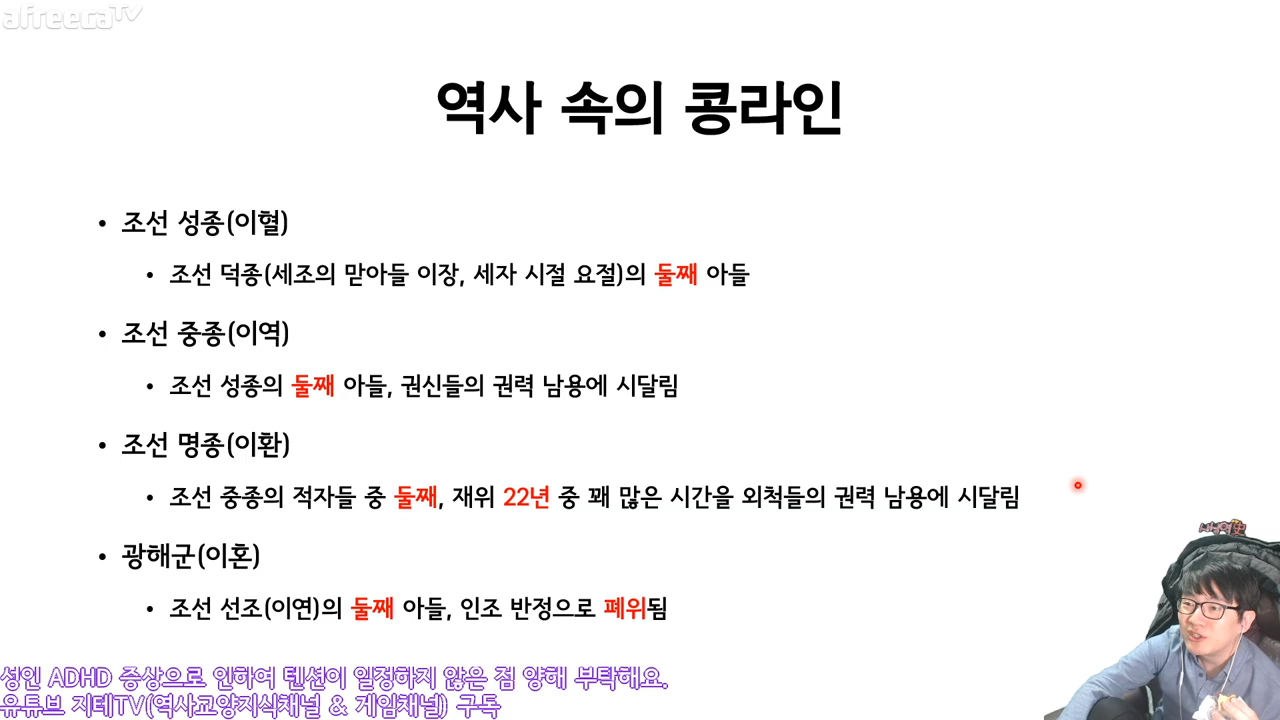 afreecaTV
역사 속의 콩라인
• 조선 성종(이혈)
• 조선 덕종(세조의 맏아들 이장, 세자 시절 요절)의 둘째 아들
• 조선 중종(이역)
• 조선 성종의 둘째 아들, 권신들의 권력 남용에 시달림
• 조선 명종(이환)
• 조선 중종의 적자들 중 둘째, 재위 22년 중 꽤 많은 시간을 외척들의 권력 남용에 시달림
• 광해군(이혼)
• 조선 선조(이연)의 둘째 아들, 인조 반정으로 폐위됨
성인 ADHD 증상으로 인하여 텐션이 일정하지 않은 점 양해 부탁해요.
유튜브 지테TV(역사교양지식채널 & 게임채널) 구독